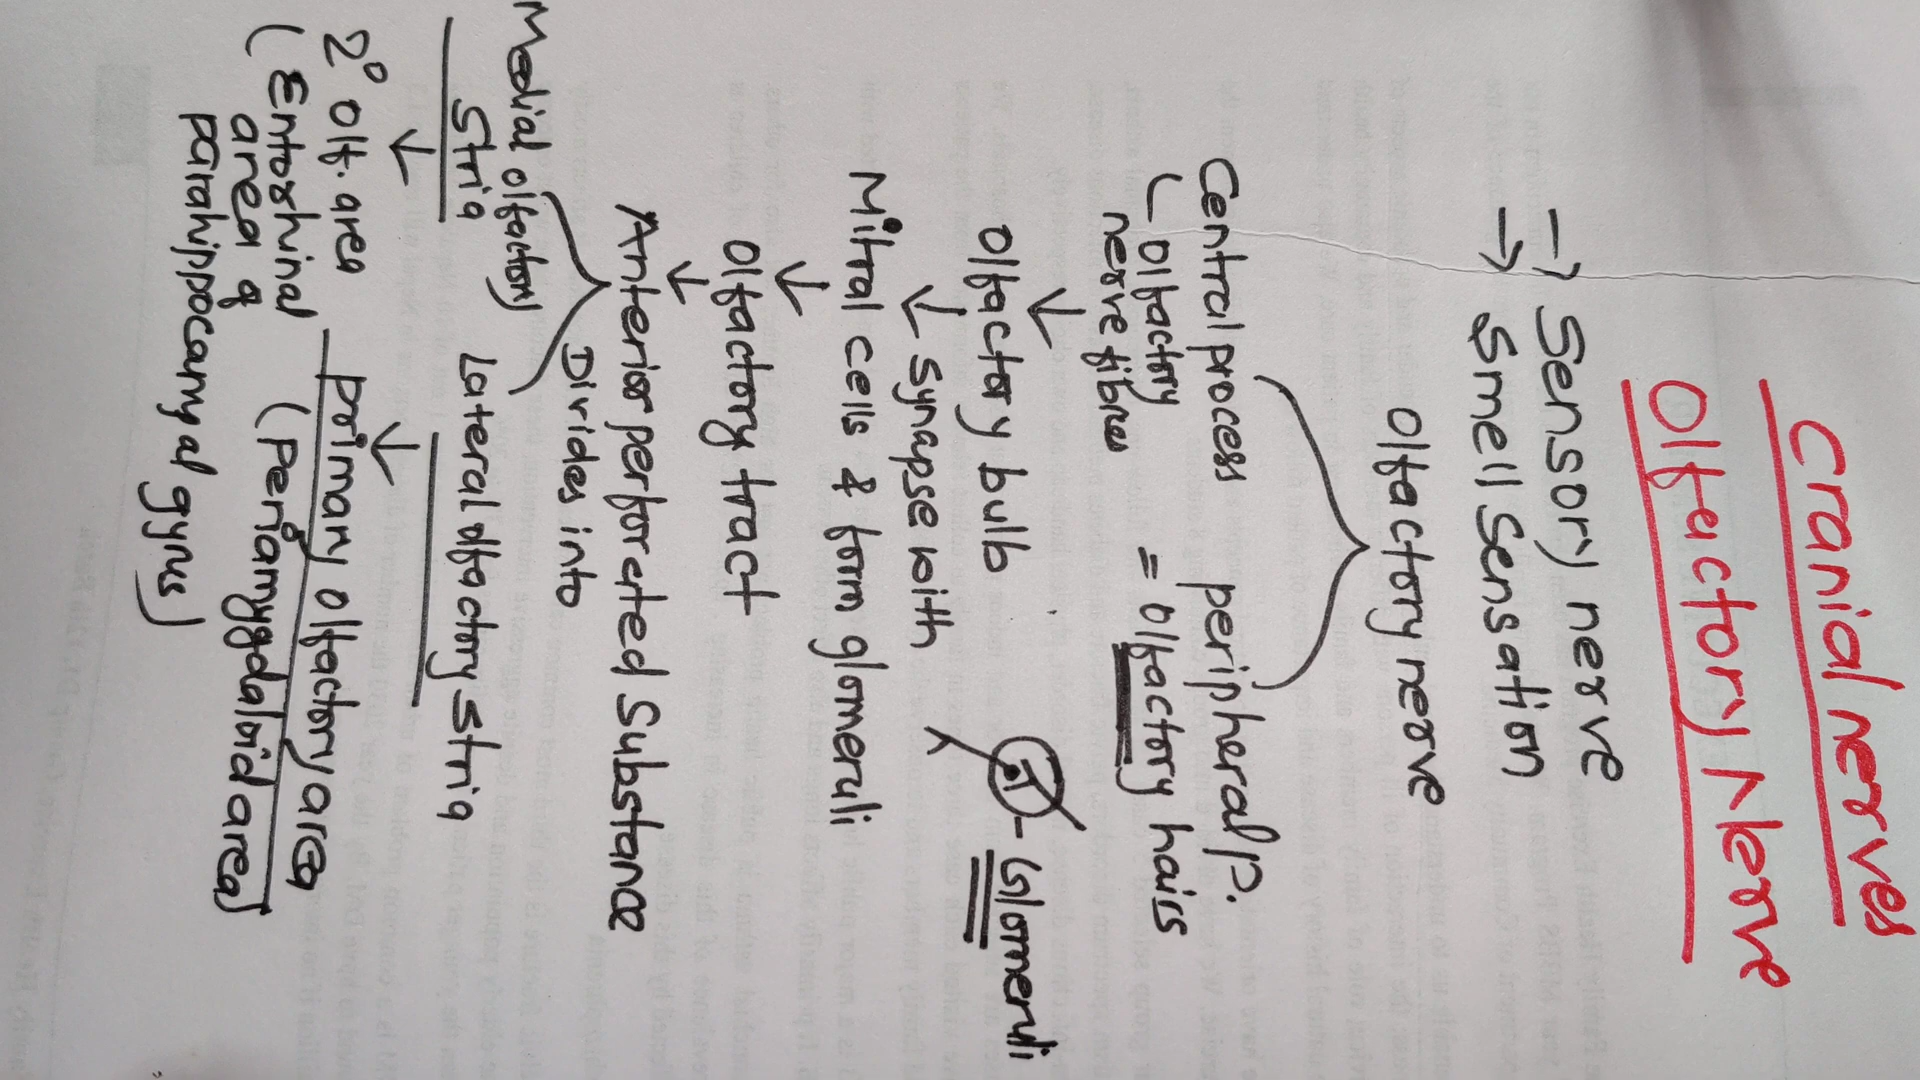 Cranial nerves
Olfactory Nerve
→ Sensory nerve
→ Smell Sensation
Olfactory nerve
Central process
peripheral p.
Olfactory
nerve fibres
= Olfactory hairs
↓
Olfactory bulb
- Glomeruli
↓ Synapse with
Mitral cells & form glomeruli
↓
Olfactory tract
↓
Anterior perforated Substance
Divides into
Medial olfactory
Stria
Lateral olfactory stria
↓
↓
2° olf. area
primary olfactory area
(Entorhinal
(periamygdaloid area)
area of
parahippocamyal gyrus)